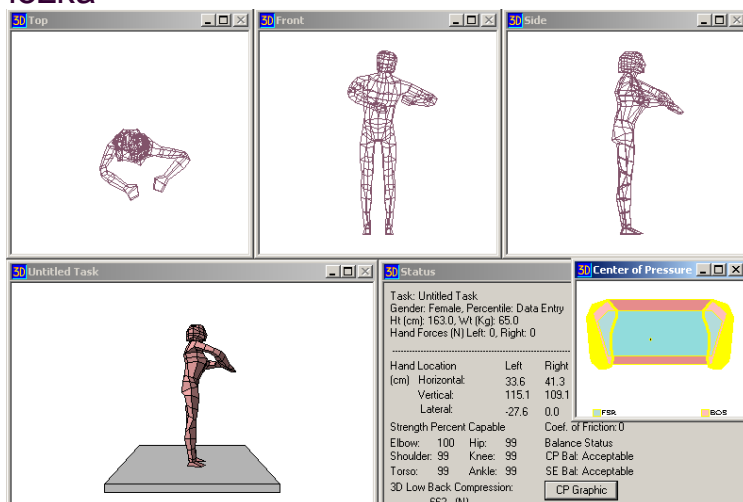 3D Top
3D Front
3D Side
3D Untitled Task
3D Status
3D Center of Pressure
Task: Untitled Task
Gender: Female, Percentile: Data Entry
Ht (cm): 163.0, Wt (Kg): 65.0
Hand Forces (N) Left: 0, Right: 0
Hand Location Left Right
(cm) Horizontal: 33.6 41.3
Vertical: 115.1 109.1
Lateral: -27.6 0.0
FSR BOS
Strength Percent Capable Coef. of Friction: 0
Elbow: 100 Hip: 99 Balance Status
Shoulder: 99 Knee: 99 CP Bal: Acceptable
Torso: 99 Ankle: 99 SE Bal: Acceptable
3D Low Back Compression: CP Graphic